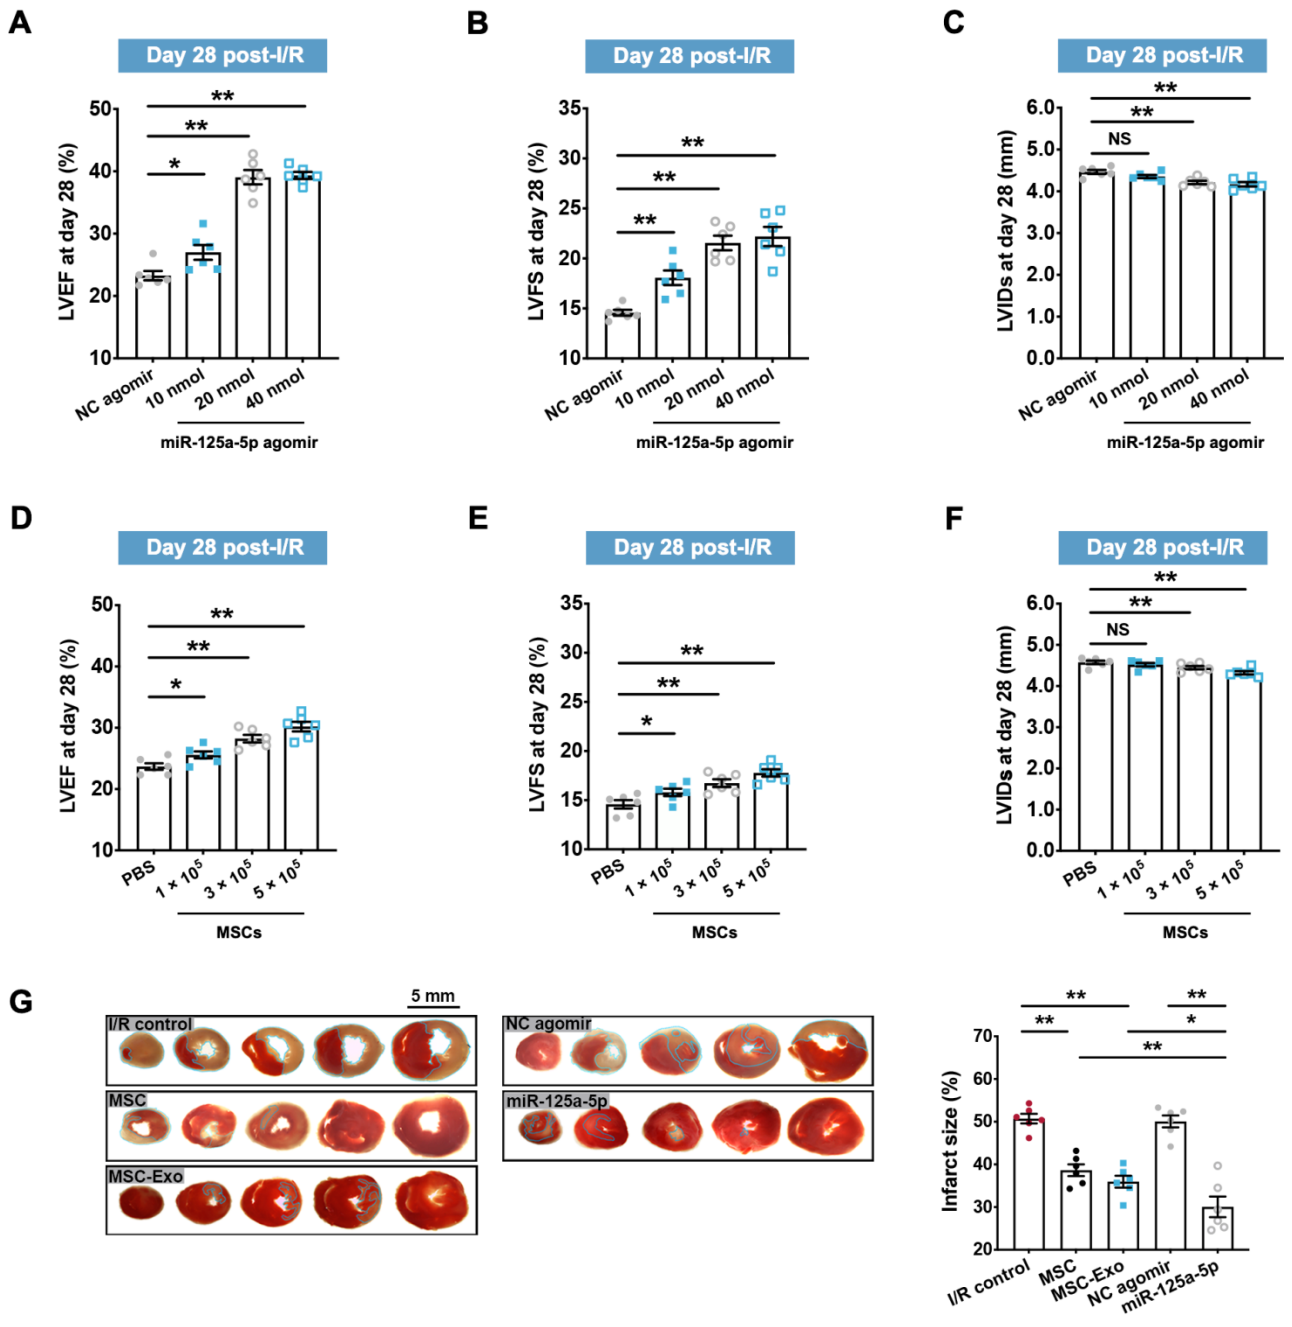 A
Day 28 post-I/R
LVEF at day 28 (%)
50
40
30
20
10
**
**
*
NC agomir
10 nmol
20 nmol
40 nmol
miR-125a-5p agomir
B
Day 28 post-I/R
LVFS at day 28 (%)
35
30
25
20
15
10
**
**
**
NC agomir
10 nmol
20 nmol
40 nmol
miR-125a-5p agomir
C
Day 28 post-I/R
LVIDs at day 28 (mm)
6.0
5.0
4.0
3.0
2.0
1.0
0.0
**
**
NS
NC agomir
10 nmol
20 nmol
40 nmol
miR-125a-5p agomir
D
Day 28 post-I/R
LVEF at day 28 (%)
50
40
30
20
10
**
**
*
PBS
1 × 10⁵
3 × 10⁵
5 × 10⁵
MSCs
E
Day 28 post-I/R
LVFS at day 28 (%)
35
30
25
20
15
10
**
**
*
PBS
1 × 10⁵
3 × 10⁵
5 × 10⁵
MSCs
F
Day 28 post-I/R
LVIDs at day 28 (mm)
6.0
5.0
4.0
3.0
2.0
1.0
0.0
**
**
NS
PBS
1 × 10⁵
3 × 10⁵
5 × 10⁵
MSCs
G
5 mm
I/R control
MSC
MSC-Exo
NC agomir
miR-125a-5p
Infarct size (%)
70
60
50
40
30
20
**
**
**
*
**
I/R control
MSC
MSC-Exo
NC agomir
miR-125a-5p